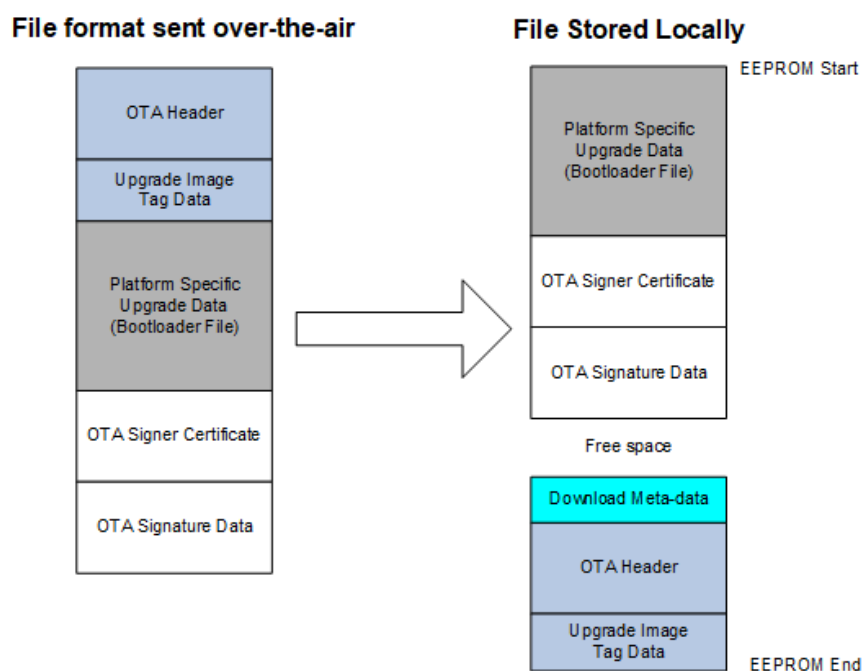 File format sent over-the-air
OTA Header
Upgrade Image
Tag Data
Platform Specific
Upgrade Data
(Bootloader File)
OTA Signer Certificate
OTA Signature Data
File Stored Locally
EEPROM Start
Platform Specific
Upgrade Data
(Bootloader File)
OTA Signer Certificate
OTA Signature Data
Free space
Download Meta-data
OTA Header
Upgrade Image
Tag Data
EEPROM End